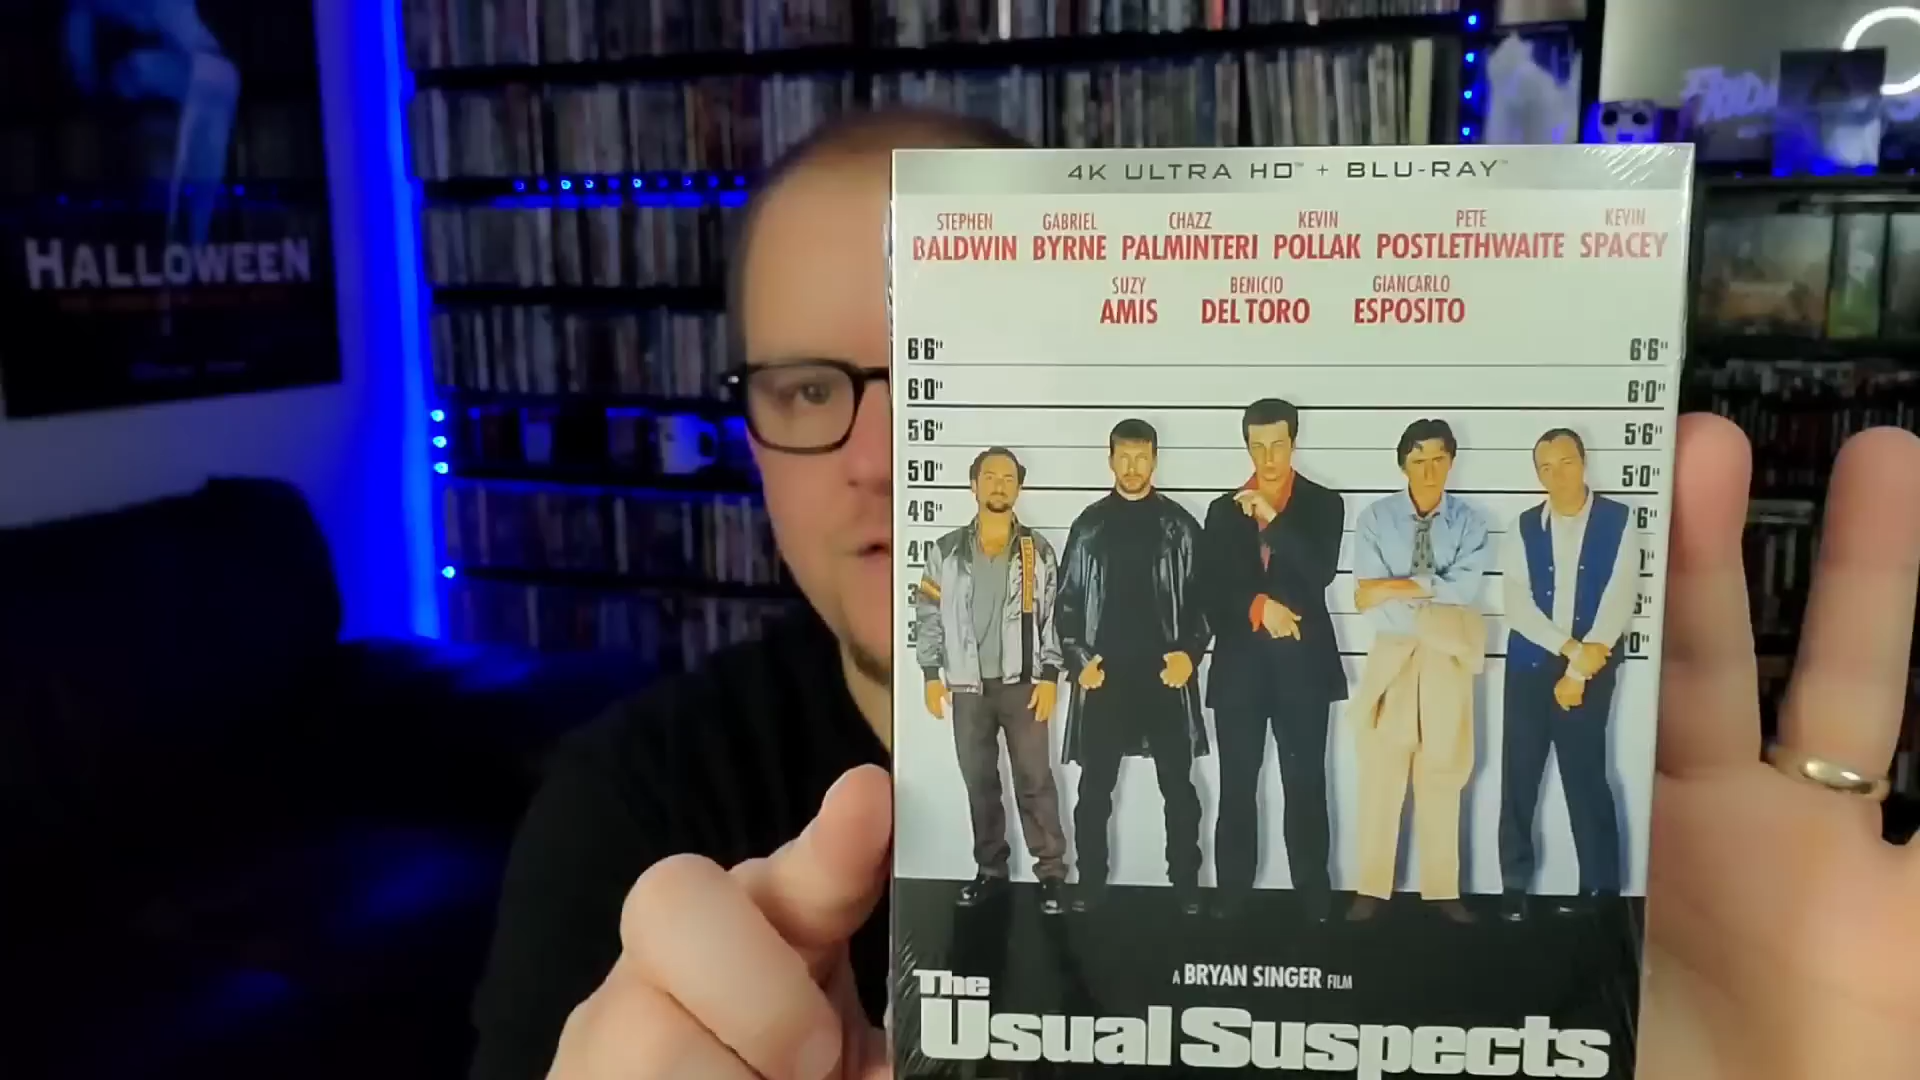 HALLOWEEN
4K ULTRA HD™ + BLU-RAY™
STEPHEN BALDWIN GABRIEL BYRNE CHAZZ PALMINTERI KEVIN POLLAK PETE POSTLETHWAITE KEVIN SPACEY
SUZY AMIS BENICIO DEL TORO GIANCARLO ESPOSITO
6'6" 6'6"
6'0" 6'0"
5'6" 5'6"
5'0" 5'0"
4'6"
A BRYAN SINGER FILM
The
Usual Suspects